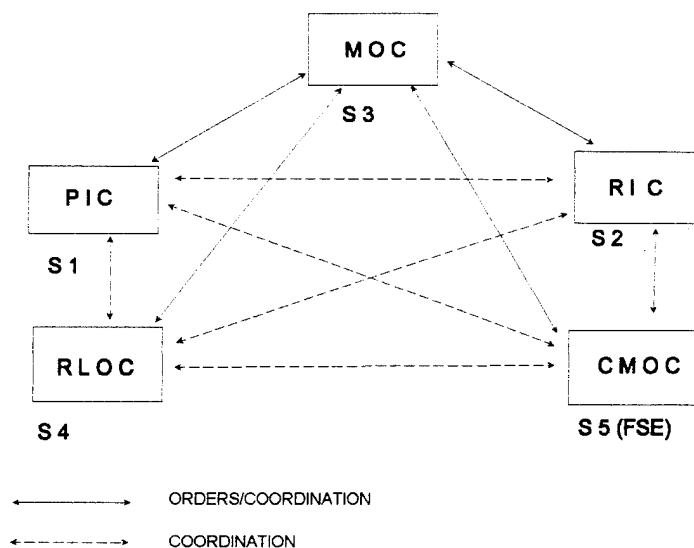 MOC
S3
PIC
RIC
S1
S2
RLOC
CMOC
S4
S5 (FSE)
ORDERS/COORDINATION
COORDINATION